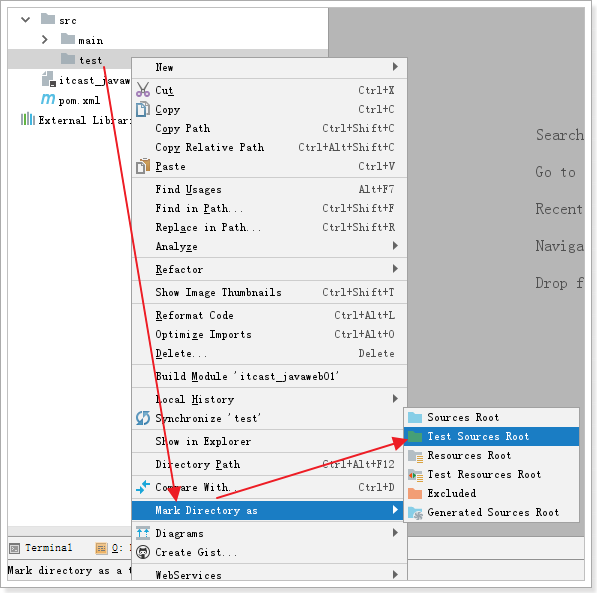 src
main
test
itcast_javaw
pom.xml
External Librar
New
Cut Ctrl+X
Copy Ctrl+C
Copy Path Ctrl+Shift+C
Copy Relative Path Ctrl+Alt+Shift+C
Paste Ctrl+V
Find Usages Alt+F7
Find in Path... Ctrl+Shift+F
Replace in Path... Ctrl+Shift+R
Analyze
Refactor
Show Image Thumbnails Ctrl+Shift+T
Reformat Code Ctrl+Alt+L
Optimize Imports Ctrl+Alt+O
Delete... Delete
Build Module 'itcast_javaweb01'
Local History
Synchronize 'test'
Show in Explorer
Directory Path Ctrl+Alt+F12
Compare With... Ctrl+D
Mark Directory as
Diagrams
Create Gist...
WebServices
Sources Root
Test Sources Root
Resources Root
Test Resources Root
Excluded
Generated Sources Root
Search
Go to
Recent
Naviga
Drop f
Terminal 0:
Mark directory as a t